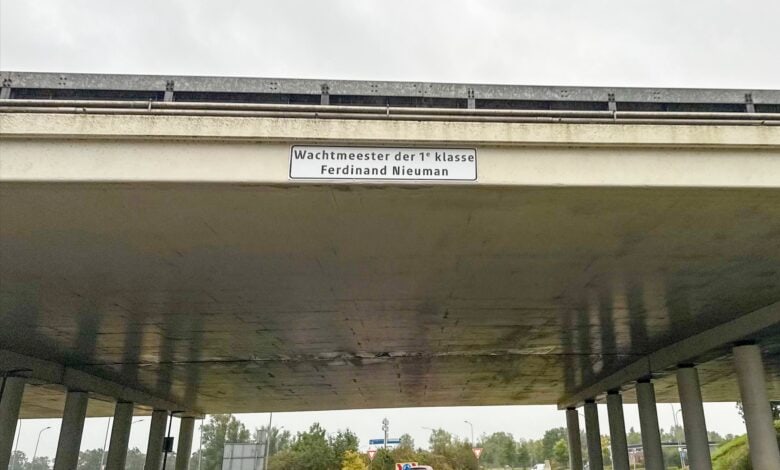 Wachtmeester der 1e klasse
Ferdinand Nieuman